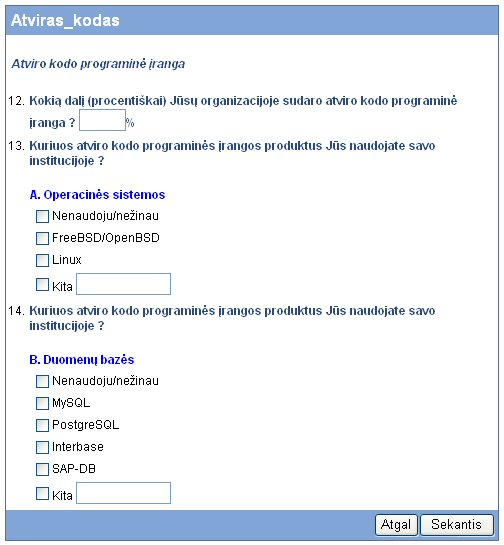 Atviras_kodas
Atviro kodo programinė įranga
12. Kokią dalį (procentiškai) Jūsų organizacijoje sudaro atviro kodo programinė
įranga ? %
13. Kuriuos atviro kodo programinės įrangos produktus Jūs naudojate savo
institucijoje ?
A. Operacinės sistemos
Nenaudoju/nežinau
FreeBSD/OpenBSD
Linux
Kita
14. Kuriuos atviro kodo programinės įrangos produktus Jūs naudojate savo
institucijoje ?
B. Duomenų bazės
Nenaudoju/nežinau
MySQL
PostgreSQL
Interbase
SAP-DB
Kita
Atgal Sekantis